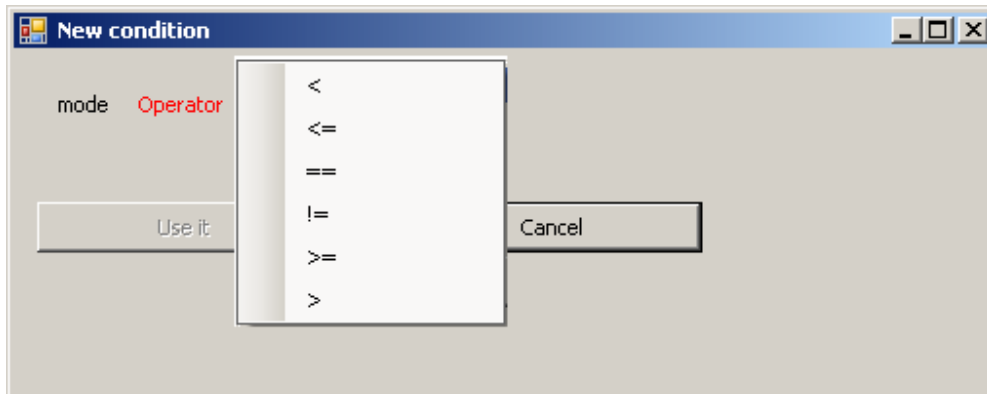 New condition
mode Operator
<
<=
==
!=
>=
>
Use it
Cancel